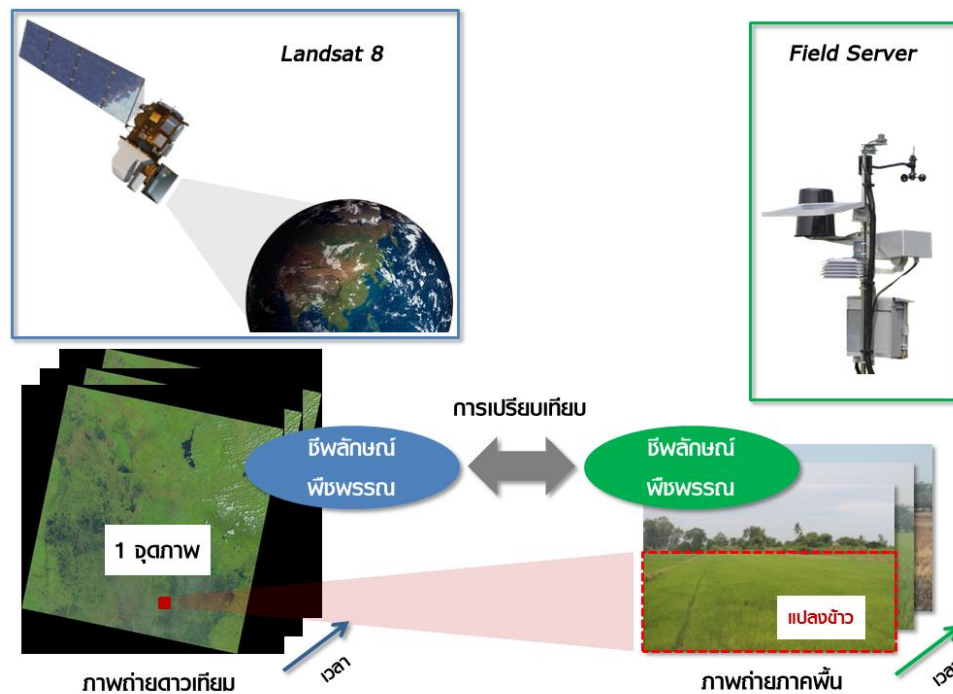 Landsat 8
Field Server
การเปรียบเทียบ
ชีพลักษณ์
พืชพรรณ
ชีพลักษณ์
พืชพรรณ
1 จุดภาพ
แปลงข้าว
เวลา
เวลา
ภาพถ่ายดาวเทียม
ภาพถ่ายภาคพื้น